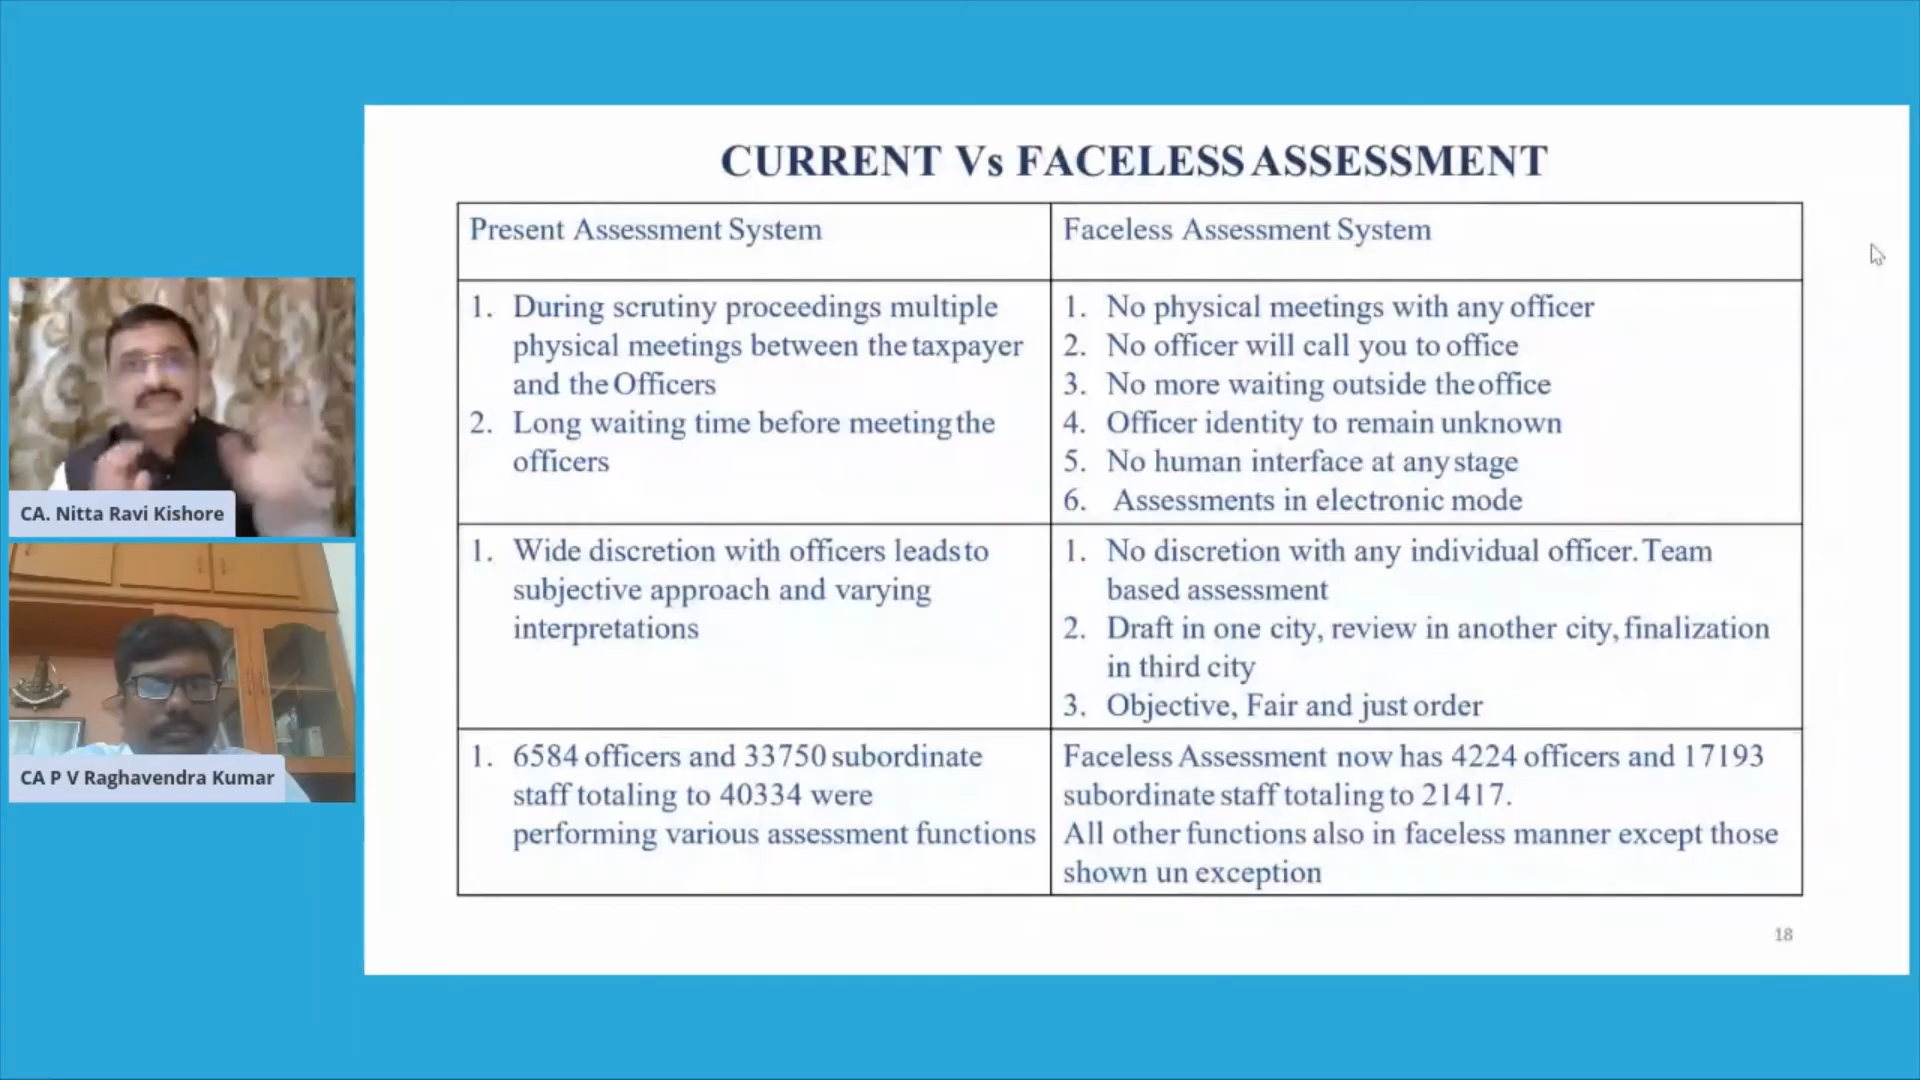 CURRENT Vs FACELESS ASSESSMENT
Present Assessment System
Faceless Assessment System
1. During scrutiny proceedings multiple
physical meetings between the taxpayer
and the Officers
2. Long waiting time before meeting the
officers
1. No physical meetings with any officer
2. No officer will call you to office
3. No more waiting outside the office
4. Officer identity to remain unknown
5. No human interface at any stage
6. Assessments in electronic mode
1. Wide discretion with officers leads to
subjective approach and varying
interpretations
1. No discretion with any individual officer. Team
based assessment
2. Draft in one city, review in another city, finalization
in third city
3. Objective, Fair and just order
1. 6584 officers and 33750 subordinate
staff totaling to 40334 were
performing various assessment functions
Faceless Assessment now has 4224 officers and 17193
subordinate staff totaling to 21417.
All other functions also in faceless manner except those
shown un exception
18
CA. Nitta Ravi Kishore
CA P V Raghavendra Kumar